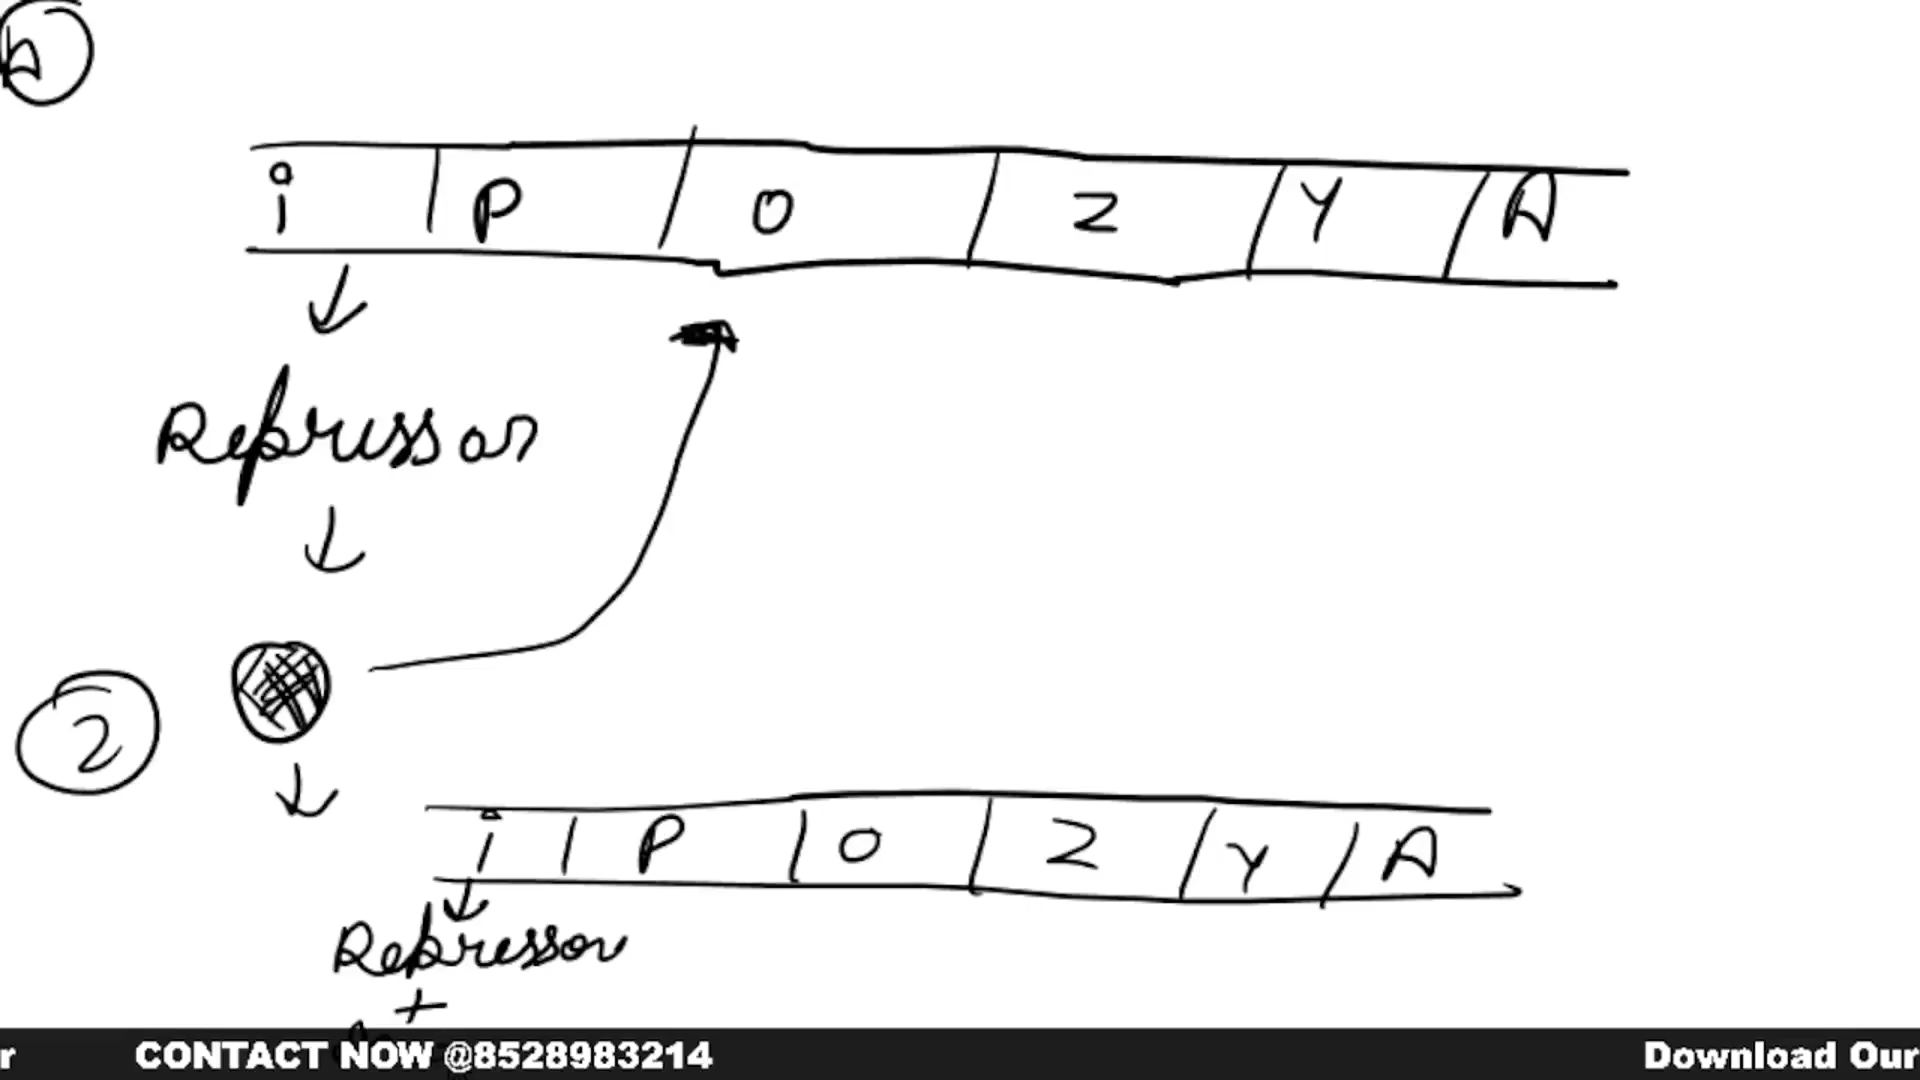 A
i P O Z Y A
Repressor
2
i P O Z Y A
Repressor
+
r CONTACT NOW @8528983214 Download Our